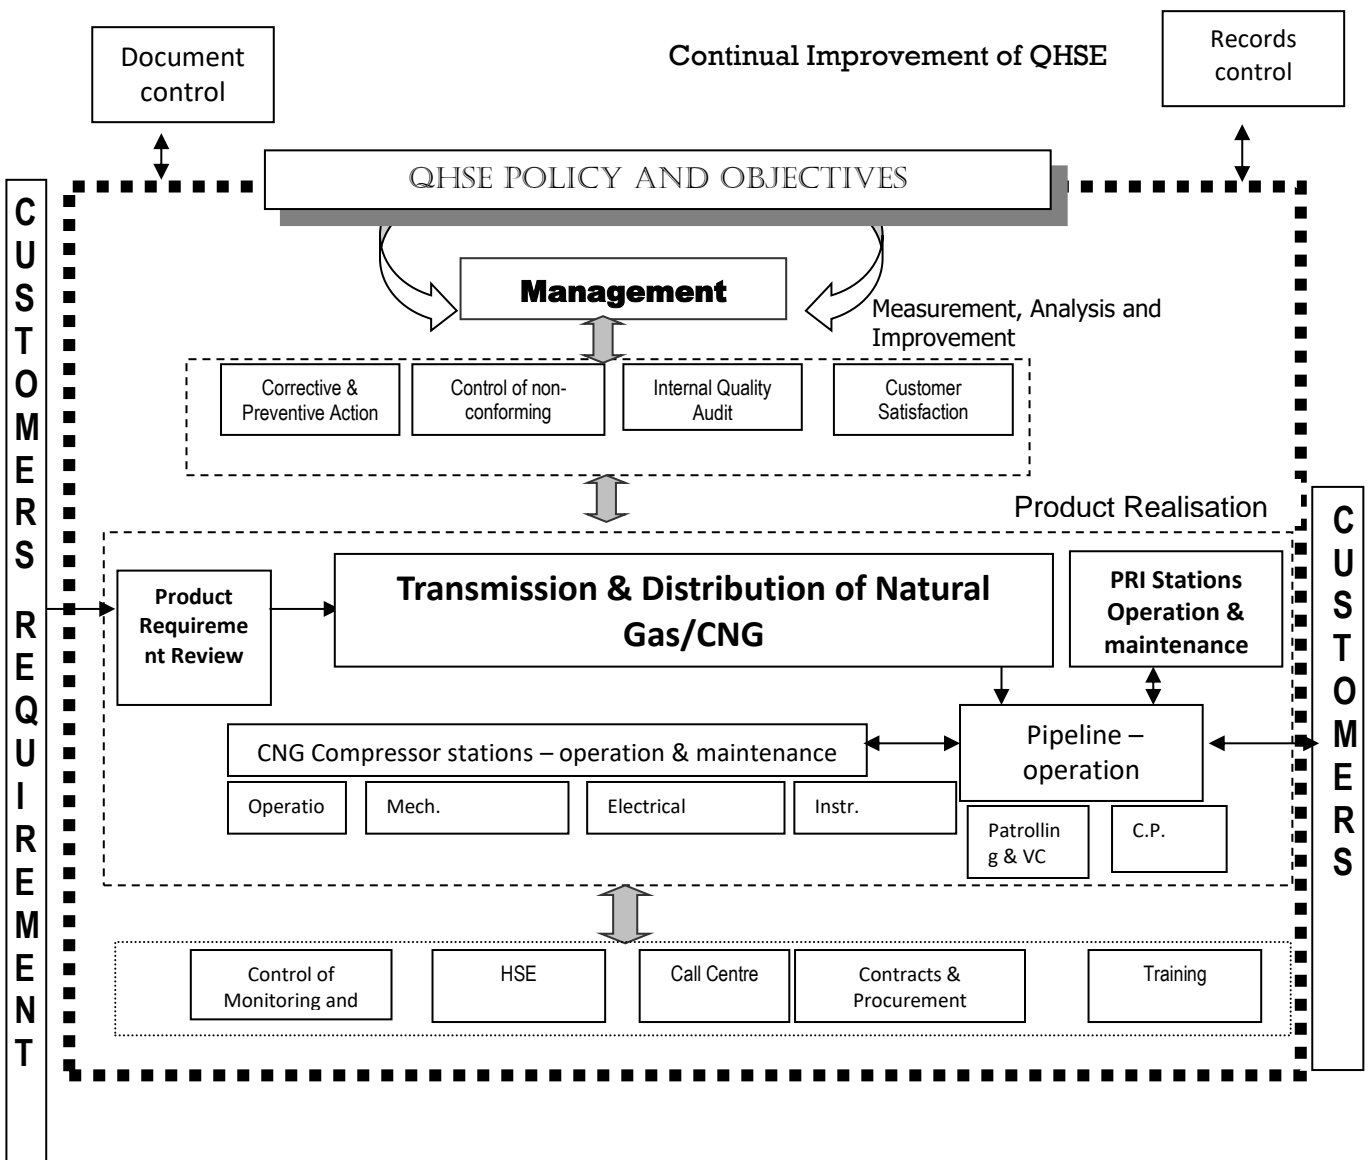 Document
control
Continual Improvement of QHSE
Records
control
QHSE POLICY AND OBJECTIVES
CUSTOMERS REQUIREMENT
Management
Measurement, Analysis and
Improvement
Corrective &
Preventive Action
Control of non-
conforming
Internal Quality
Audit
Customer
Satisfaction
Product Realisation
CUSTOMERS
Product
Requireme
nt Review
Transmission & Distribution of Natural
Gas/CNG
PRI Stations
Operation &
maintenance
CNG Compressor stations – operation & maintenance
Pipeline –
operation
Operatio
Mech.
Electrical
Instr.
Patrollin
g & VC
C.P.
Control of
Monitoring and
HSE
Call Centre
Contracts &
Procurement
Training